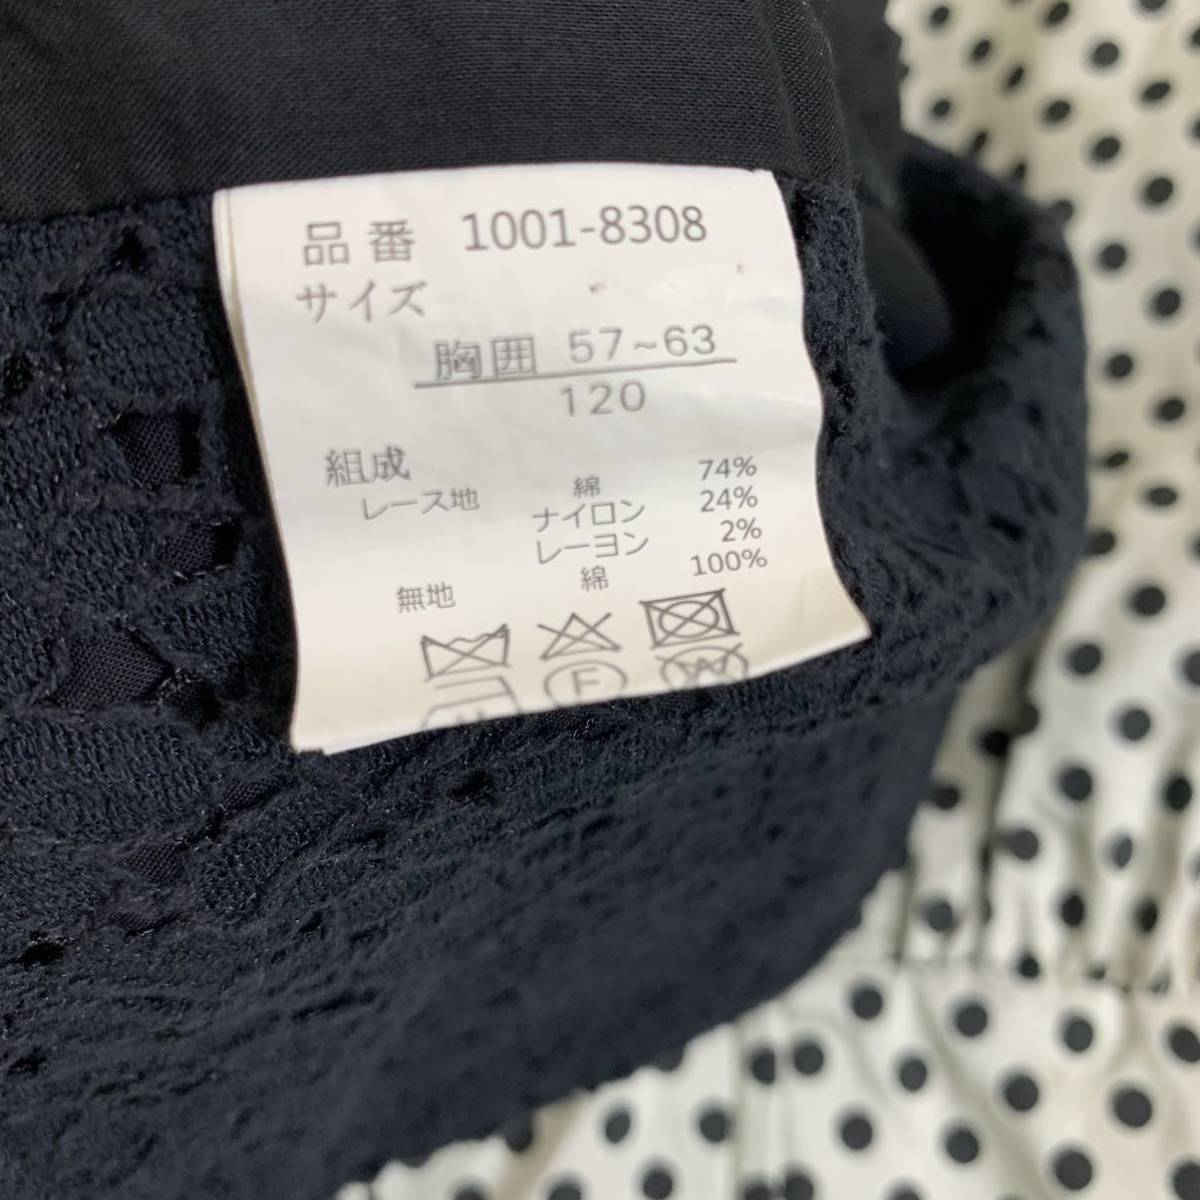 品番 1001-8308
サイズ
胸囲 57~63
120
組成
レース地 綿 74%
ナイロン 24%
レーヨン 2%
無地 綿 100%
F
W